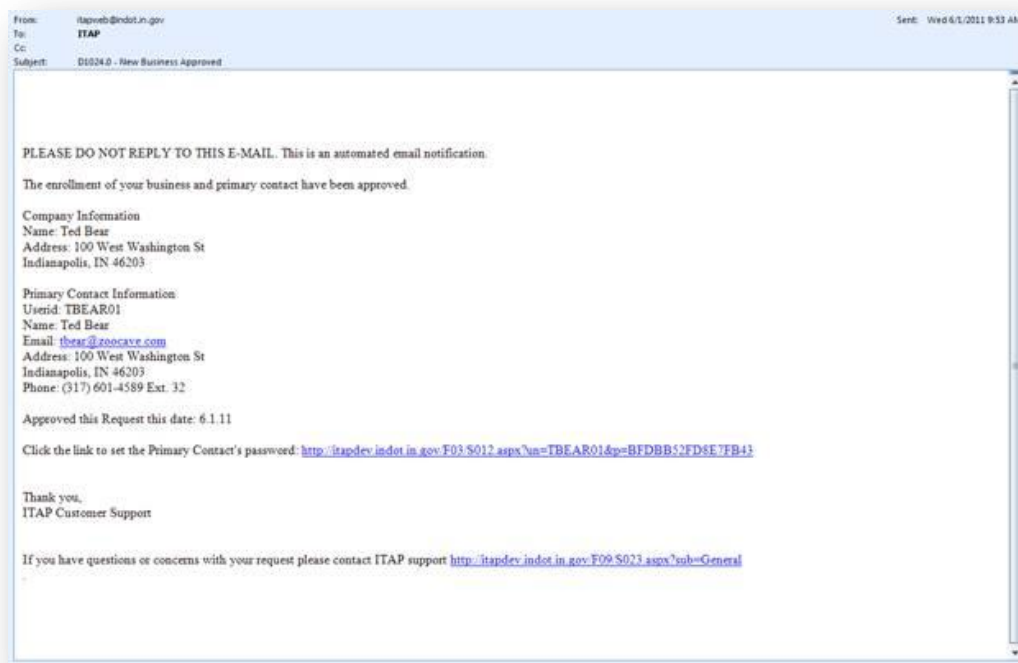 From: itapweb@indot.in.gov
Sent: Wed 6/1/2011 9:53 AM
To: ITAP
Cc:
Subject: D1024.0 - New Business Approved
PLEASE DO NOT REPLY TO THIS E-MAIL. This is an automated email notification.
The enrollment of your business and primary contact have been approved.
Company Information
Name: Ted Bear
Address: 100 West Washington St
Indianapolis, IN 46203
Primary Contact Information
Userid: TBEAR01
Name: Ted Bear
Email: tbear@zoocave.com
Address: 100 West Washington St
Indianapolis, IN 46203
Phone: (317) 601-4589 Ext. 32
Approved this Request this date: 6.1.11
Click the link to set the Primary Contact's password: http://itapdev.indot.in.gov/F03/S012.aspx?un=TBEAR01&p=BFDBB52FD8E7FB43
Thank you,
ITAP Customer Support
If you have questions or concerns with your request please contact ITAP support http://itapdev.indot.in.gov/F09/S023.aspx?sub=General